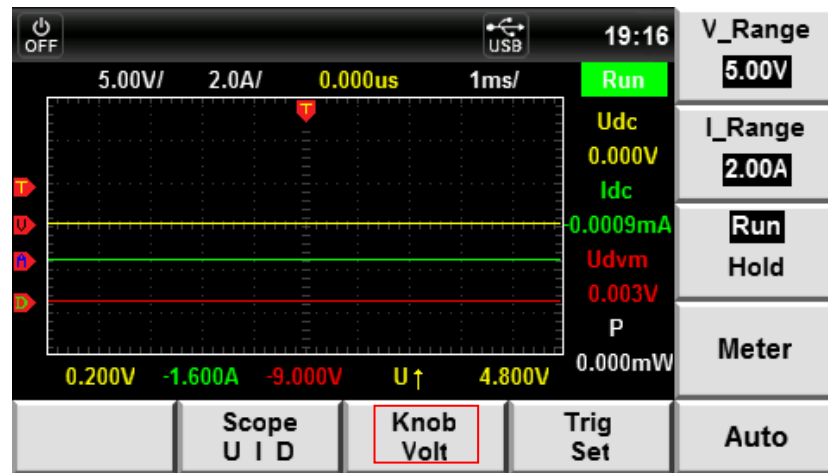 OFF
USB
19:16
5.00V/ 2.0A/ 0.000us 1ms/ Run
T
Udc
0.000V
Idc
-0.0009mA
Udvm
0.003V
P
0.000mW
T
V
A
D
0.200V -1.600A -9.000V U↑ 4.800V
V_Range
5.00V
I_Range
2.00A
Run
Hold
Meter
Auto
Scope
U I D
Knob
Volt
Trig
Set